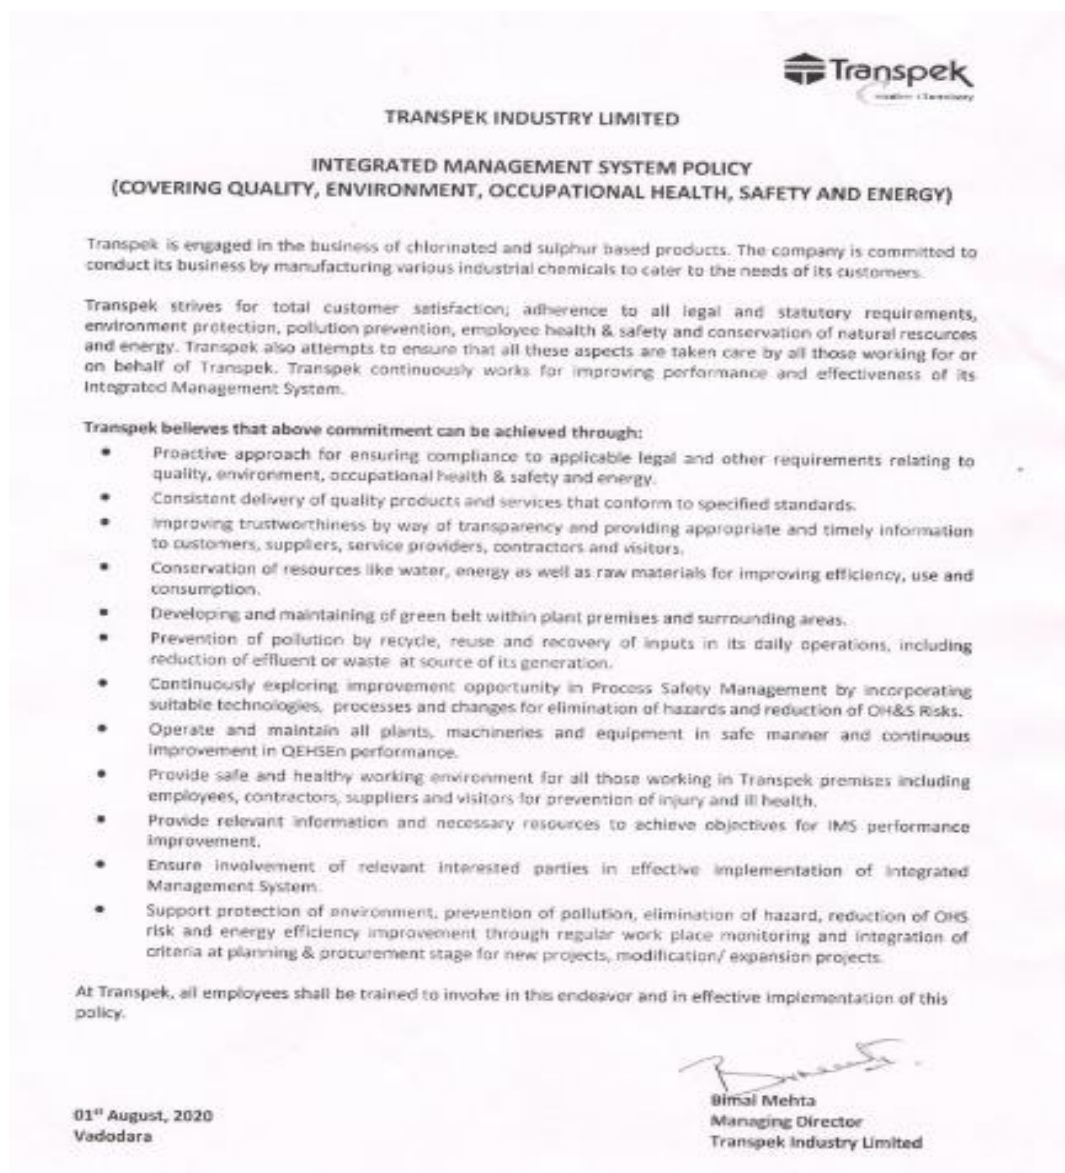 Transpek
TRANSPEK INDUSTRY LIMITED
INTEGRATED MANAGEMENT SYSTEM POLICY
(COVERING QUALITY, ENVIRONMENT, OCCUPATIONAL HEALTH, SAFETY AND ENERGY)
Transpek is engaged in the business of chlorinated and sulphur based products. The company is committed to
conduct its business by manufacturing various industrial chemicals to cater to the needs of its customers.
Transpek strives for total customer satisfaction; adherence to all legal and statutory requirements,
environment protection, pollution prevention, employee health & safety and conservation of natural resources
and energy. Transpek also attempts to ensure that all these aspects are taken care by all those working for or
on behalf of Transpek. Transpek continuously works for improving performance and effectiveness of its
Integrated Management System.
Transpek believes that above commitment can be achieved through:
• Proactive approach for ensuring compliance to applicable legal and other requirements relating to
quality, environment, occupational health & safety and energy.
• Consistent delivery of quality products and services that conform to specified standards.
• Improving trustworthiness by way of transparency and providing appropriate and timely information
to customers, suppliers, service providers, contractors and visitors.
• Conservation of resources like water, energy as well as raw materials for improving efficiency, use and
consumption.
• Developing and maintaining of green belt within plant premises and surrounding areas.
• Prevention of pollution by recycle, reuse and recovery of inputs in its daily operations, including
reduction of effluent or waste at source of its generation.
• Continuously exploring improvement opportunity in Process Safety Management by incorporating
suitable technologies, processes and changes for elimination of hazards and reduction of OH&S Risks.
• Operate and maintain all plants, machineries and equipment in safe manner and continuous
improvement in QEHSEn performance.
• Provide safe and healthy working environment for all those working in Transpek premises including
employees, contractors, suppliers and visitors for prevention of injury and ill health.
• Provide relevant information and necessary resources to achieve objectives for IMS performance
improvement.
• Ensure involvement of relevant interested parties in effective implementation of Integrated
Management System.
• Support protection of environment, prevention of pollution, elimination of hazard, reduction of OHS
risk and energy efficiency improvement through regular work place monitoring and integration of
criteria at planning & procurement stage for new projects, modification/ expansion projects.
At Transpek, all employees shall be trained to involve in this endeavor and in effective implementation of this
policy.
Bimal Mehta
01st August, 2020
Managing Director
Vadodara
Transpek Industry Limited